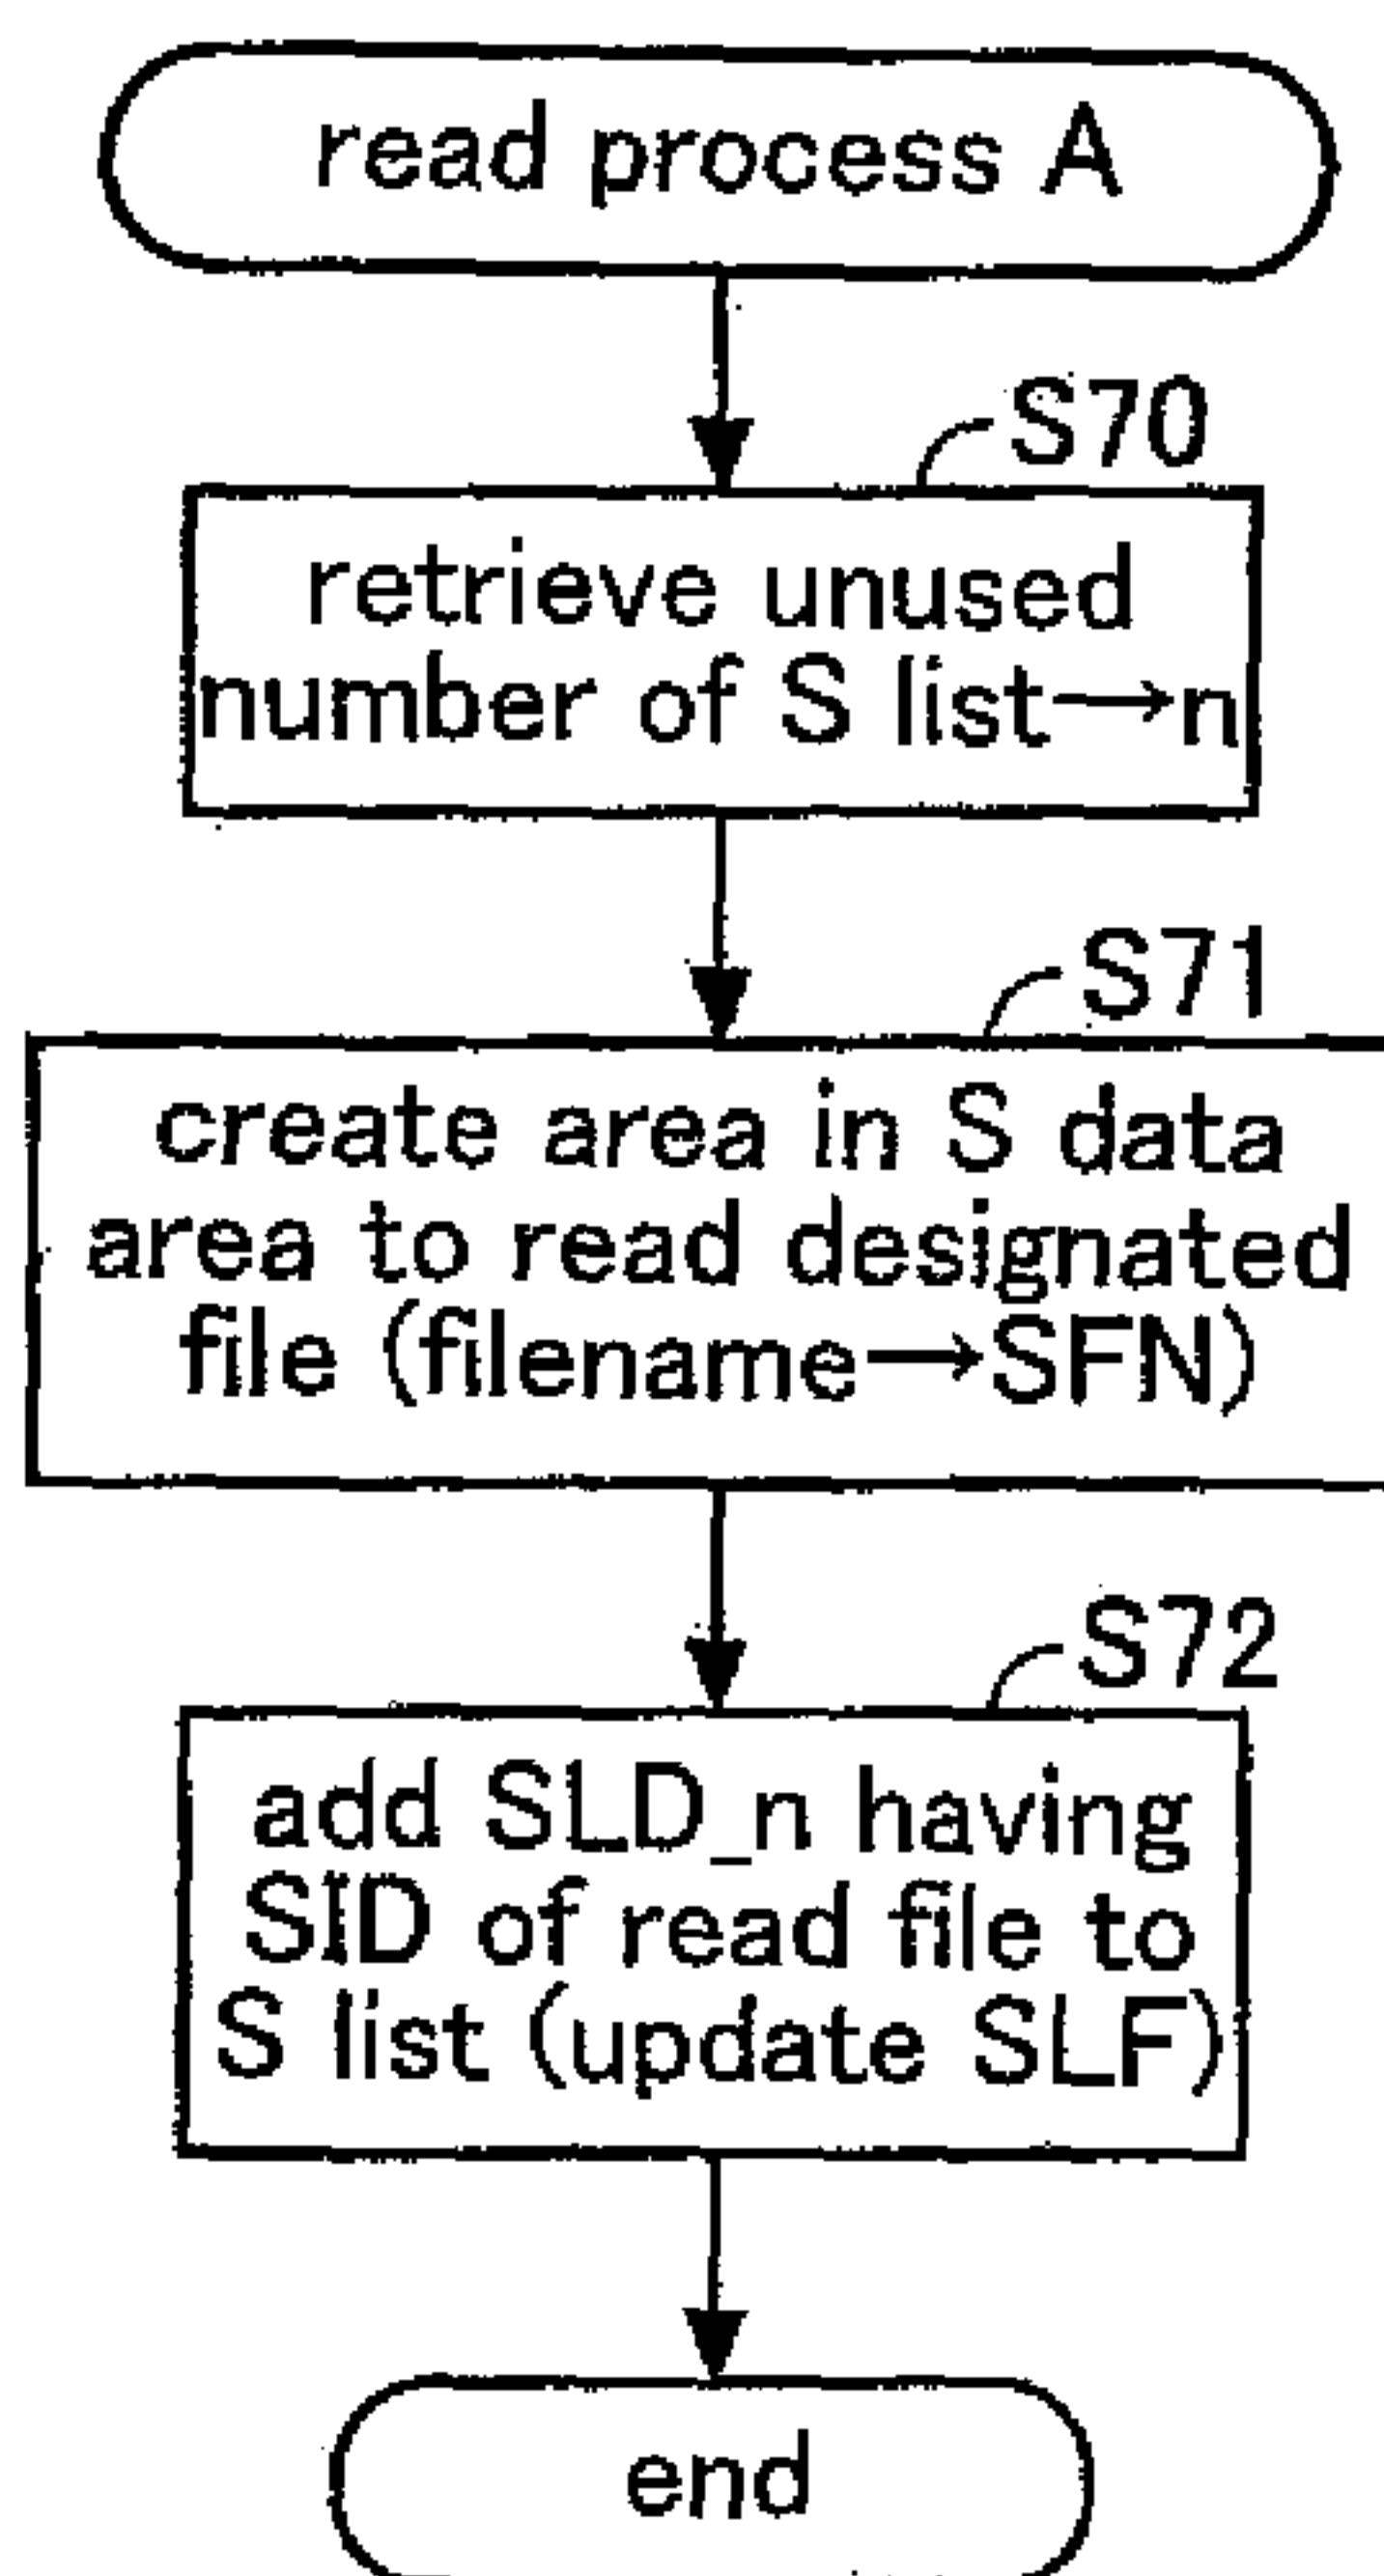 read process A
S70
retrieve unused
number of S list→n
S71
create area in S data
area to read designated
file (filename→SFN)
S72
add SLD_n having
SID of read file to
S list (update SLF)
end